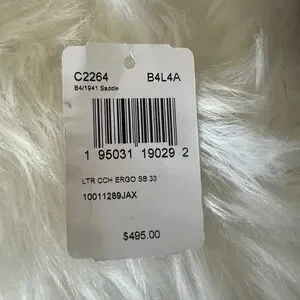 C2264 B4L4A
B4/1941 Saddle
1 95031 19029 2
LTR CCH ERGO SB 33
10011289JAX
$495.00